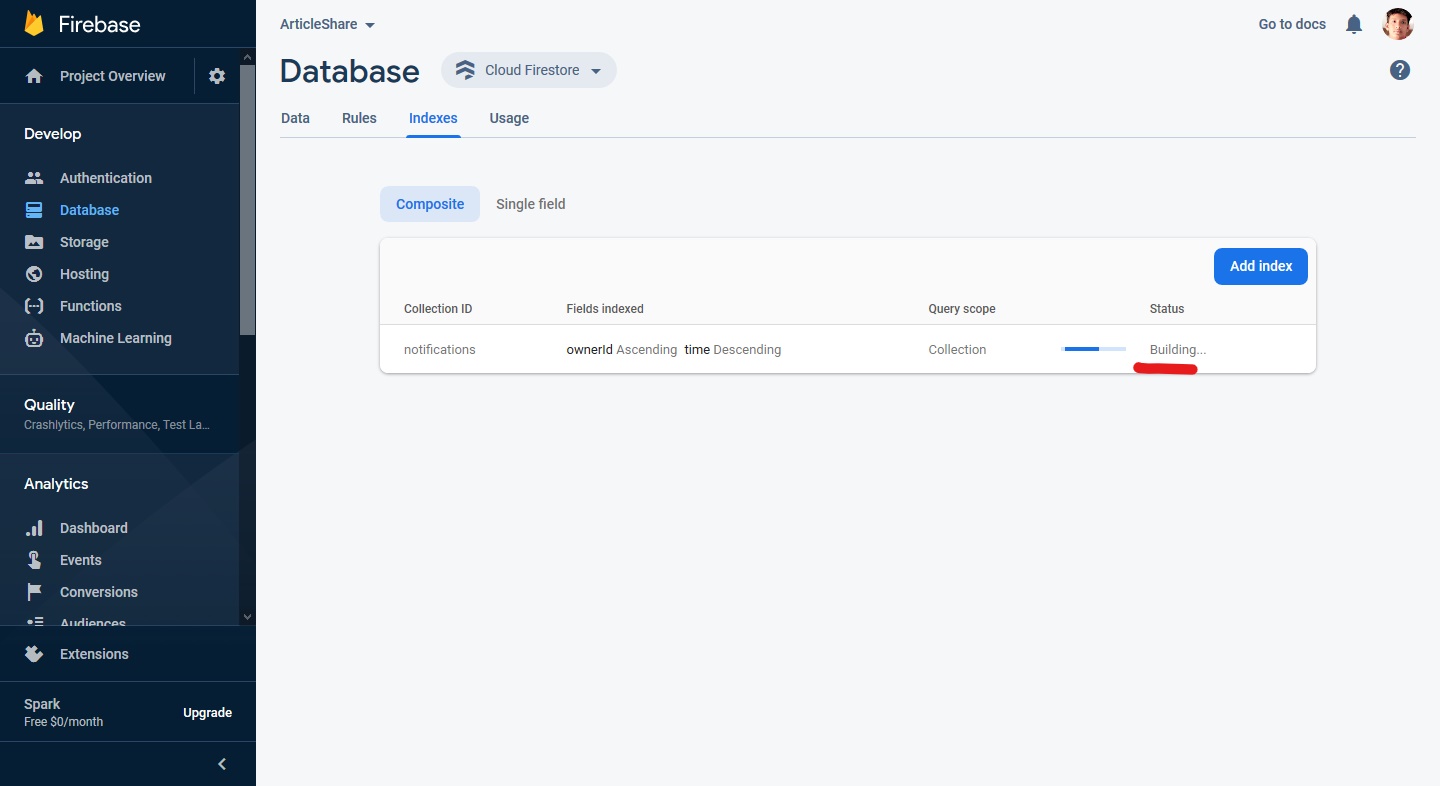 Firebase
Project Overview
Develop
Authentication
Database
Storage
Hosting
Functions
Machine Learning
Quality
Crashlytics, Performance, Test La...
Analytics
Dashboard
Events
Conversions
Audiences
Extensions
Spark
Free $0/month
Upgrade
ArticleShare
Go to docs
Database
Cloud Firestore
Data Rules Indexes Usage
Composite Single field
Add index
Collection ID Fields indexed Query scope Status
notifications ownerId Ascending time Descending Collection Building...